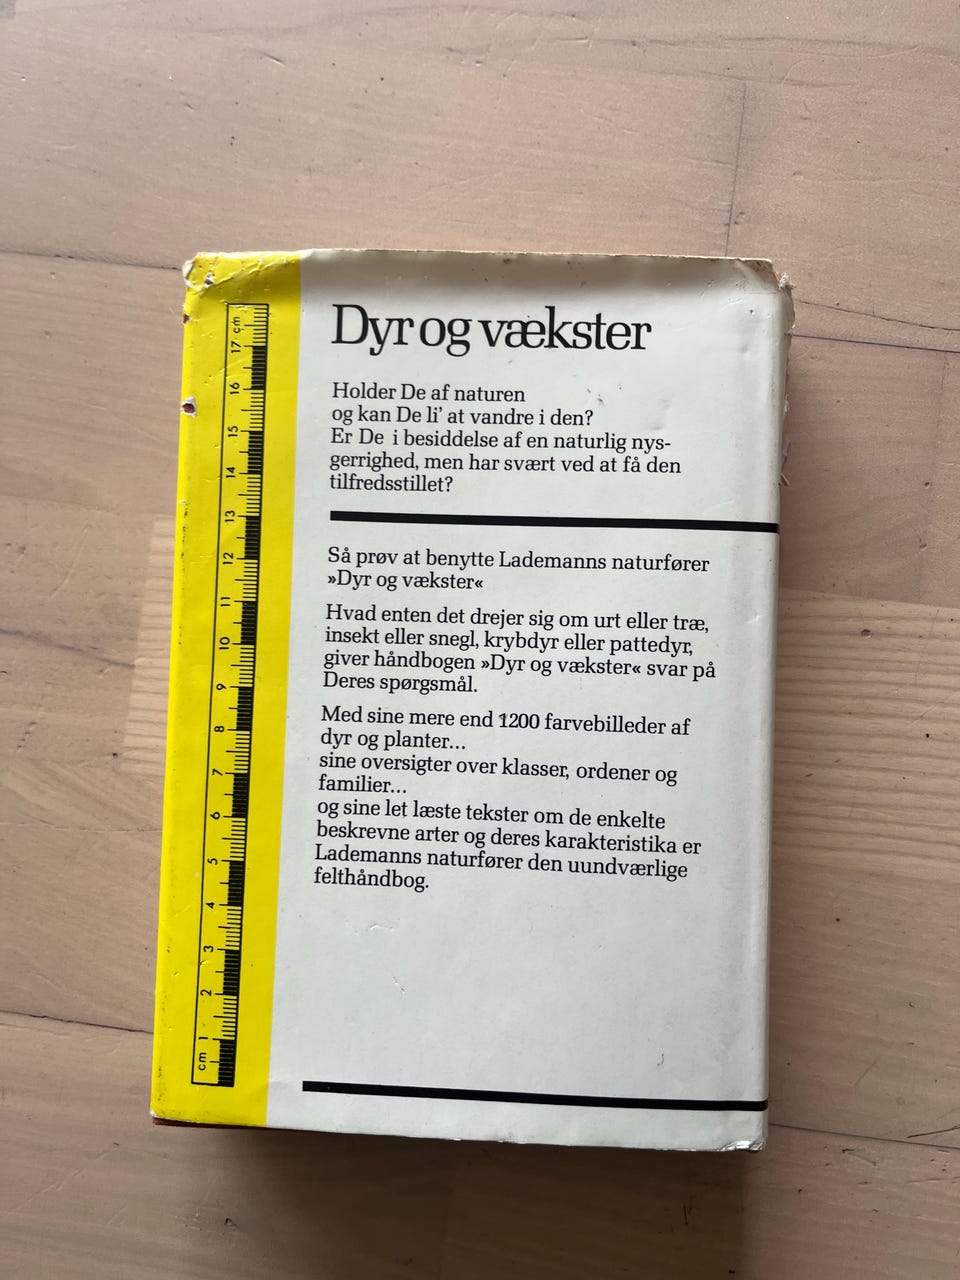 Dyr og vækster
Holder De af naturen
og kan De li' at vandre i den?
Er De i besiddelse af en naturlig nys-
gerrighed, men har svært ved at få den
tilfredsstillet?
Så prøv at benytte Lademanns naturfører
»Dyr og vækster«
Hvad enten det drejer sig om urt eller træ,
insekt eller snegl, krybdyr eller pattedyr,
giver håndbogen »Dyr og vækster« svar på
Deres spørgsmål.
Med sine mere end 1200 farvebilleder af
dyr og planter...
sine oversigter over klasser, ordener og
familier...
og sine let læste tekster om de enkelte
beskrevne arter og deres karakteristika er
Lademanns naturfører den uundværlige
felthåndbog.
cm 1 2 3 4 5 6 7 8 9 10 11 12 13 14 15 16 17 cm